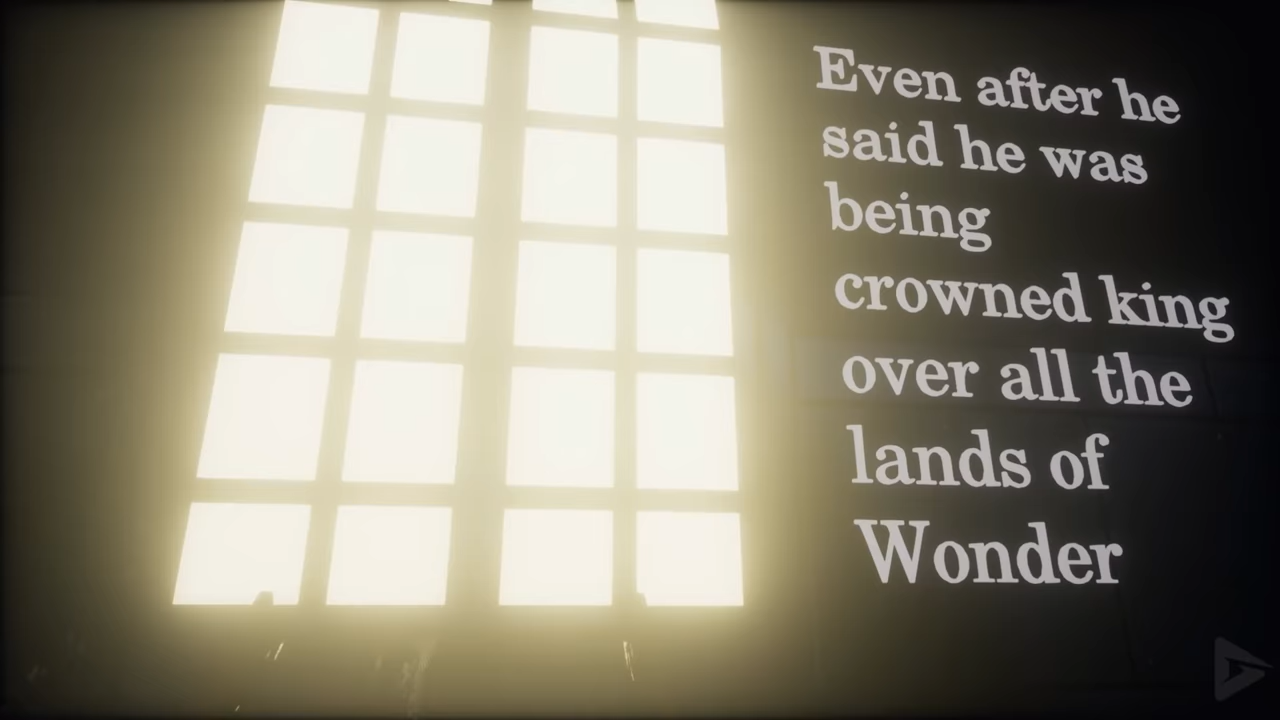 Even after he
said he was
being
crowned king
over all the
lands of
Wonder